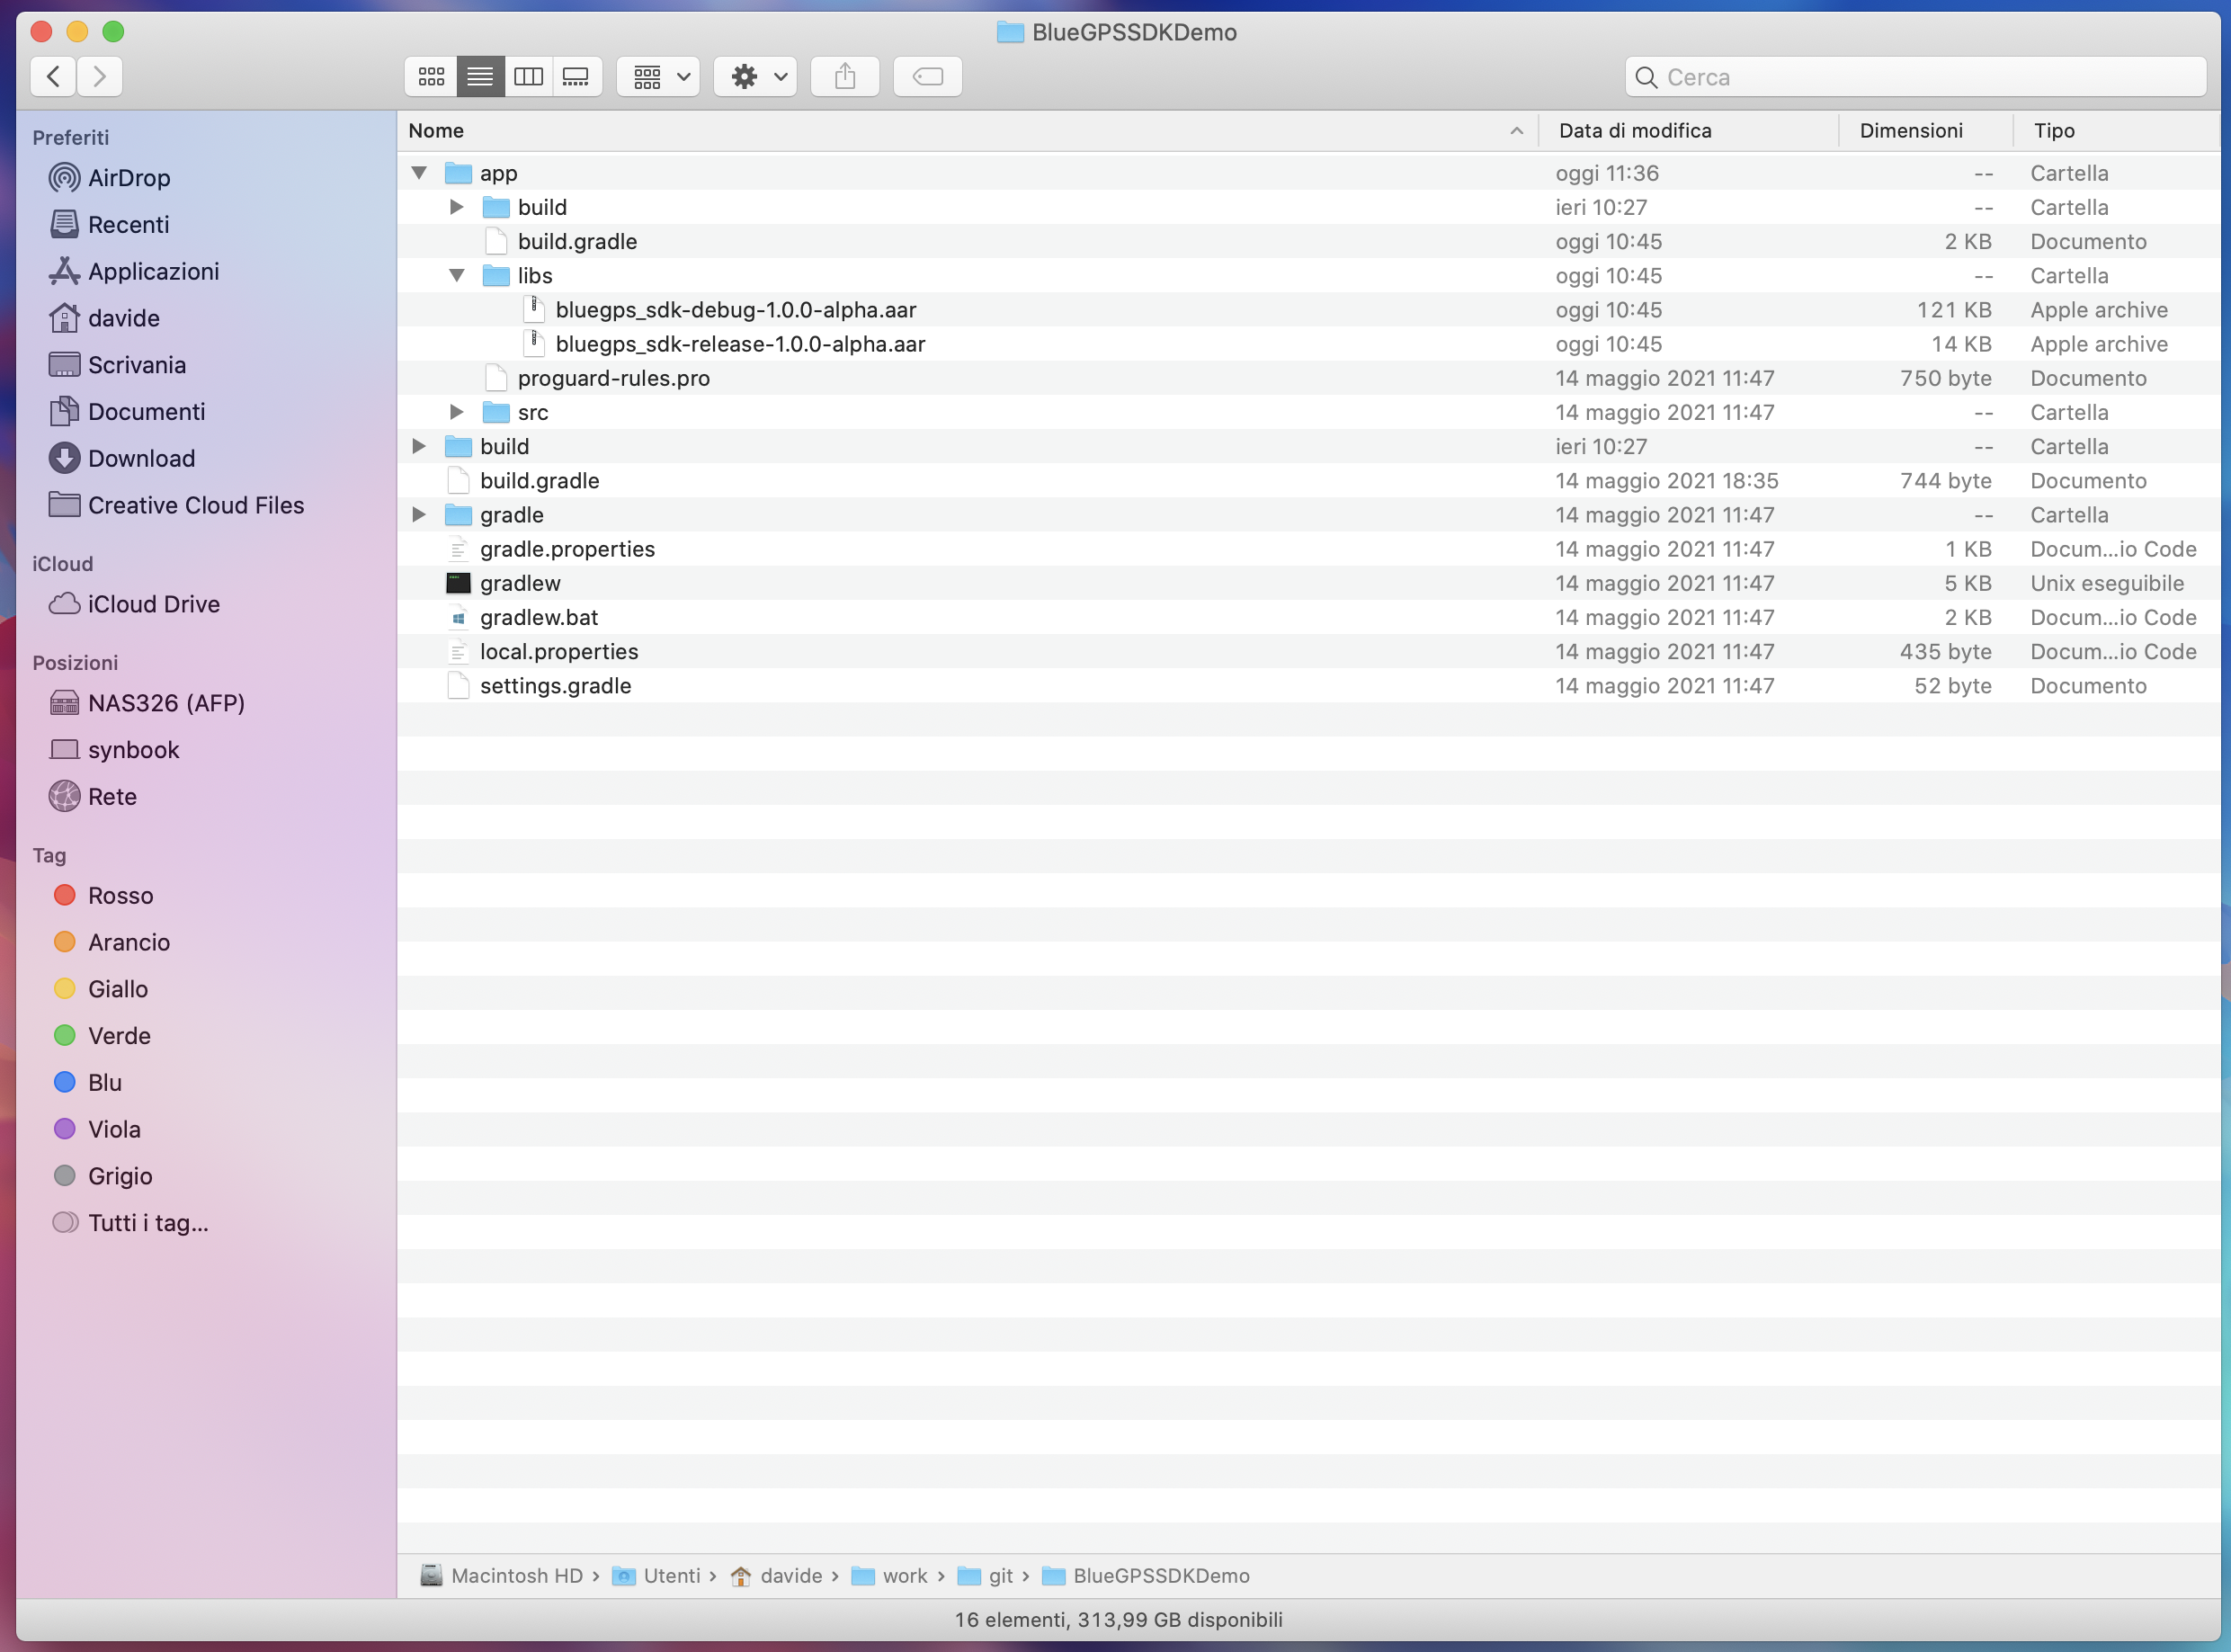 BlueGPSSDKDemo
Cerca
Preferiti
AirDrop
Recenti
Applicazioni
davide
Scrivania
Documenti
Download
Creative Cloud Files
iCloud
iCloud Drive
Posizioni
NAS326 (AFP)
synbook
Rete
Tag
Rosso
Arancio
Giallo
Verde
Blu
Viola
Grigio
Tutti i tag...
Nome Data di modifica Dimensioni Tipo
app oggi 11:36 -- Cartella
build ieri 10:27 -- Cartella
build.gradle oggi 10:45 2 KB Documento
libs oggi 10:45 -- Cartella
bluegps_sdk-debug-1.0.0-alpha.aar oggi 10:45 121 KB Apple archive
bluegps_sdk-release-1.0.0-alpha.aar oggi 10:45 14 KB Apple archive
proguard-rules.pro 14 maggio 2021 11:47 750 byte Documento
src 14 maggio 2021 11:47 -- Cartella
build ieri 10:27 -- Cartella
build.gradle 14 maggio 2021 18:35 744 byte Documento
gradle 14 maggio 2021 11:47 -- Cartella
gradle.properties 14 maggio 2021 11:47 1 KB Docum...io Code
gradlew 14 maggio 2021 11:47 5 KB Unix eseguibile
gradlew.bat 14 maggio 2021 11:47 2 KB Docum...io Code
local.properties 14 maggio 2021 11:47 435 byte Docum...io Code
settings.gradle 14 maggio 2021 11:47 52 byte Documento
Macintosh HD › Utenti › davide › work › git › BlueGPSSDKDemo
16 elementi, 313,99 GB disponibili